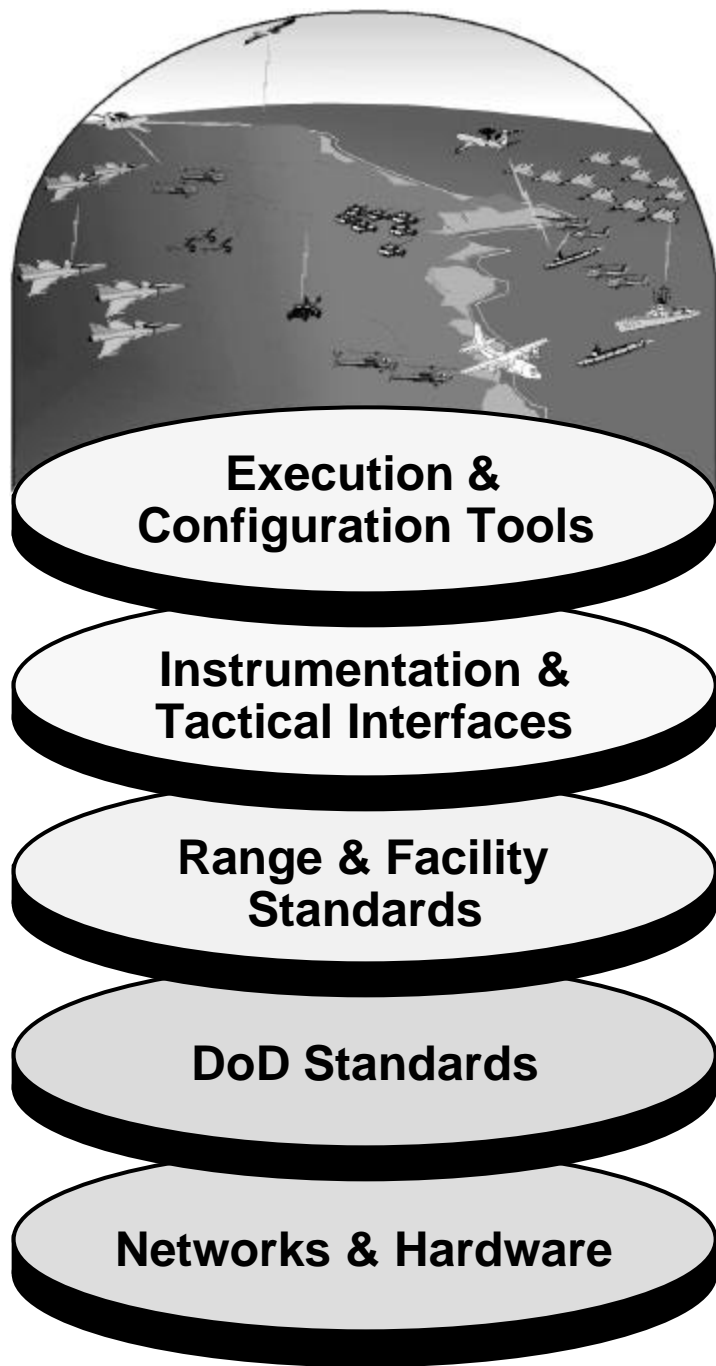 Execution &
Configuration Tools
Instrumentation &
Tactical Interfaces
Range & Facility
Standards
DoD Standards
Networks & Hardware